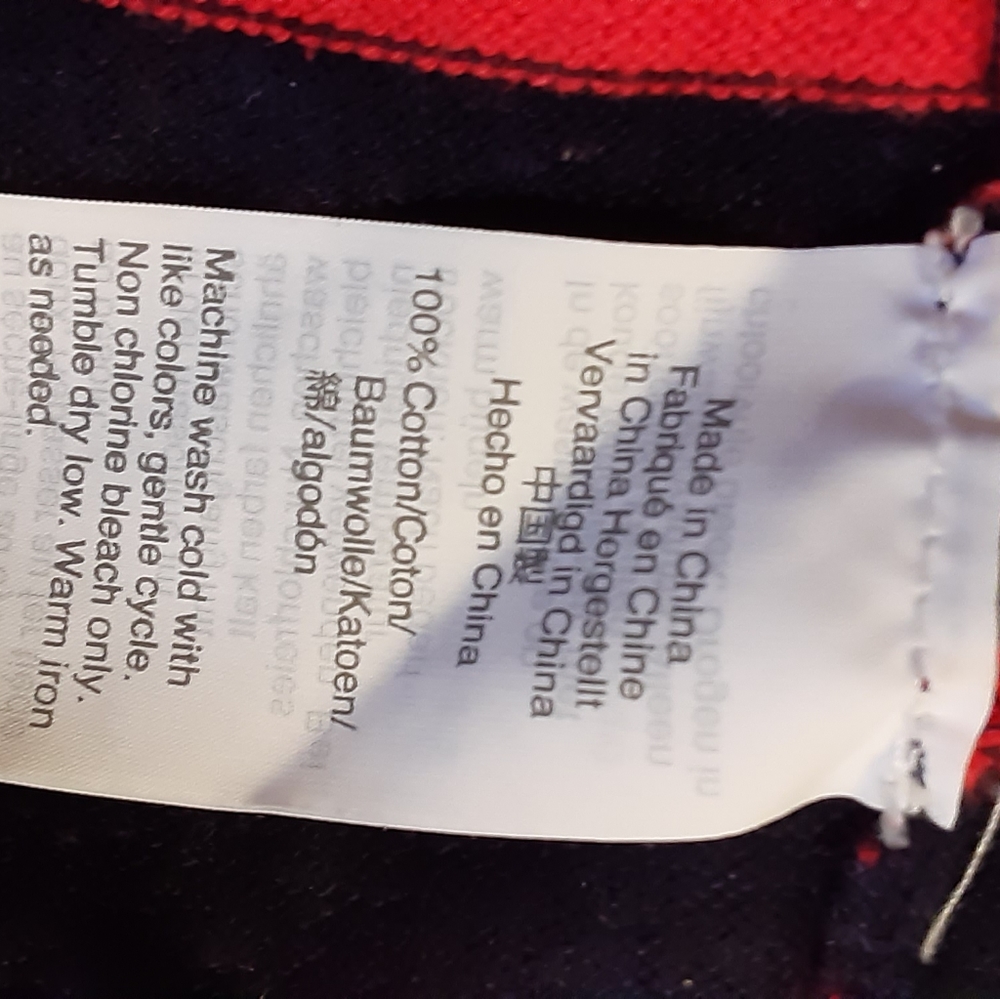 Made in China
Fabriqué en Chine
in China Horgestellt
Vervaardigd in China
中国製
Hecho en China
100% Cotton/Coton/
Baumwolle/Katoen/
綿/algodón
Machine wash cold with
like colors, gentle cycle.
Non chlorine bleach only.
Tumble dry low. Warm iron
as needed.